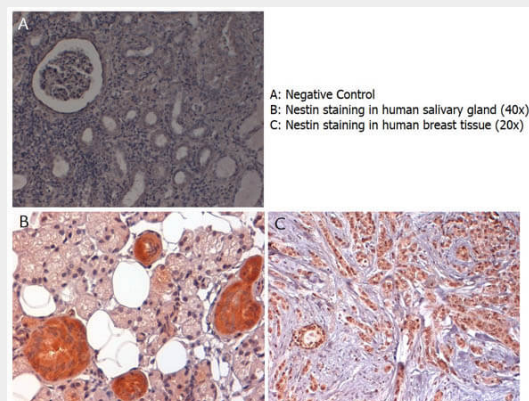 A
A: Negative Control
B: Nestin staining in human salivary gland (40x)
C: Nestin staining in human breast tissue (20x)
B
C